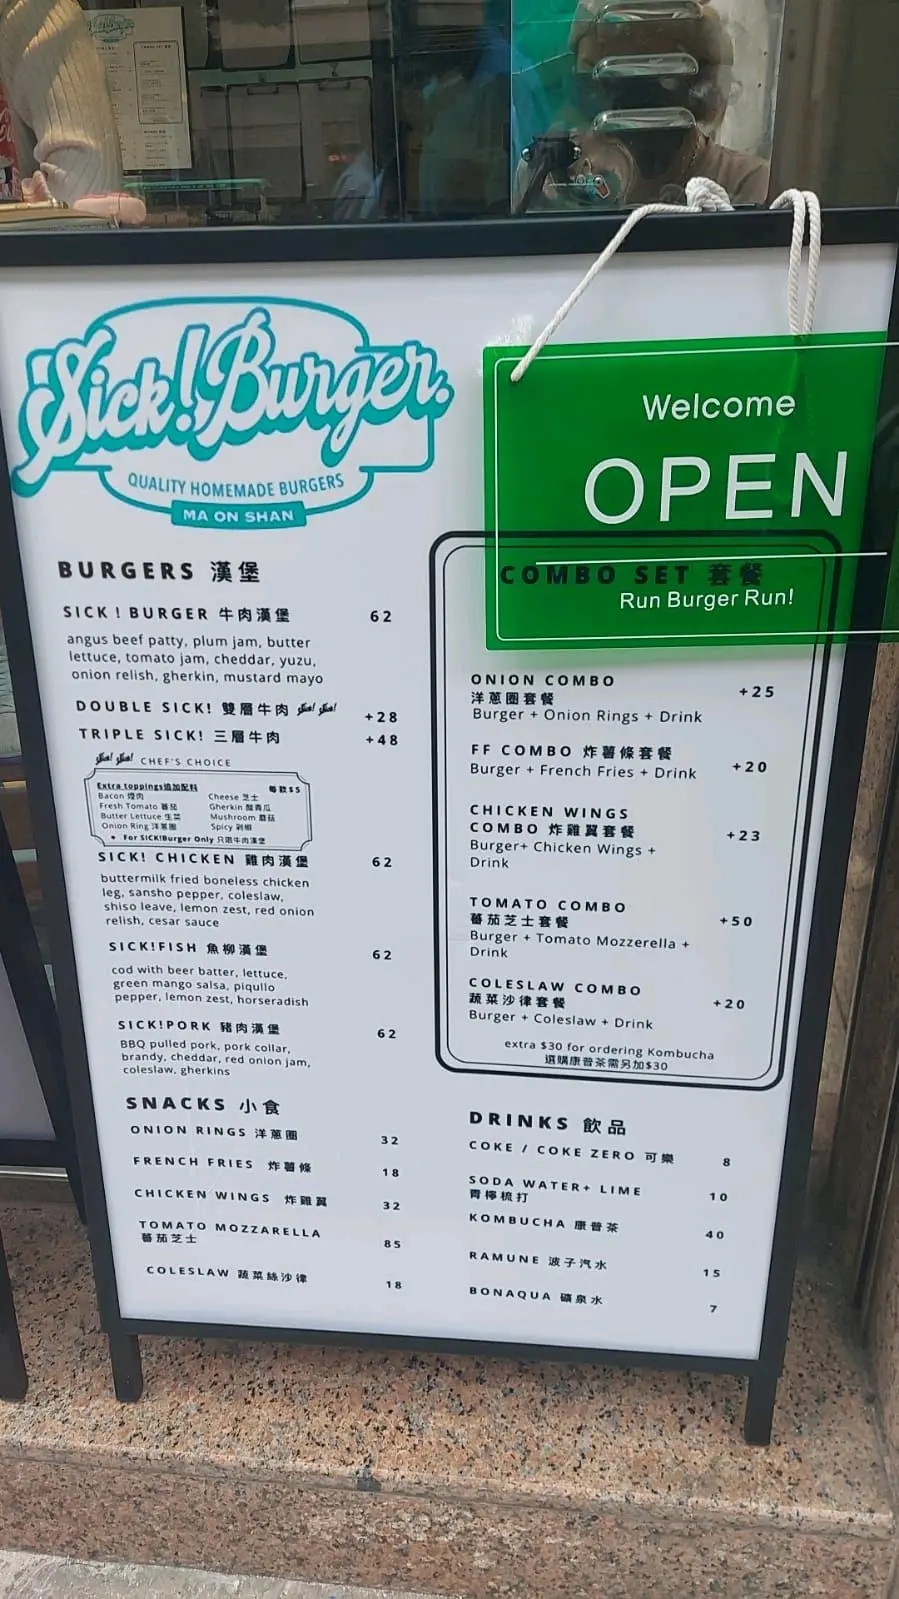 Sick! Burger.
QUALITY HOMEMADE BURGERS
MA ON SHAN
Welcome
OPEN
Run Burger Run!
BURGERS 漢堡
SICK! BURGER 牛肉漢堡 62
angus beef patty, plum jam, butter
lettuce, tomato jam, cheddar, yuzu,
onion relish, gherkin, mustard mayo
DOUBLE SICK! 雙層牛肉 Sick! Sick! +28
TRIPLE SICK! 三層牛肉 +48
Sick! Sick! CHEF'S CHOICE
Extra toppings追加配料 每款$5
Bacon 煙肉 Cheese 芝士
Fresh Tomato 蕃茄 Gherkin 酸青瓜
Butter Lettuce 生菜 Mushroom 蘑菇
Onion Ring 洋蔥圈 Spicy 剁椒
• For SICK!Burger Only 只限牛肉漢堡
SICK! CHICKEN 雞肉漢堡 62
buttermilk fried boneless chicken
leg, sansho pepper, coleslaw,
shiso leave, lemon zest, red onion
relish, cesar sauce
SICK!FISH 魚柳漢堡 62
cod with beer batter, lettuce,
green mango salsa, piqullo
pepper, lemon zest, horseradish
SICK!PORK 豬肉漢堡 62
BBQ pulled pork, pork collar,
brandy, cheddar, red onion jam,
coleslaw, gherkins
SNACKS 小食
ONION RINGS 洋蔥圈 32
FRENCH FRIES 炸薯條 18
CHICKEN WINGS 炸雞翼 32
TOMATO MOZZARELLA
蕃茄芝士 85
COLESLAW 蔬菜絲沙律 18
COMBO SET 套餐
ONION COMBO +25
洋蔥圈套餐
Burger + Onion Rings + Drink
FF COMBO 炸薯條套餐
Burger + French Fries + Drink +20
CHICKEN WINGS
COMBO 炸雞翼套餐 +23
Burger+ Chicken Wings +
Drink
TOMATO COMBO
蕃茄芝士套餐 +50
Burger + Tomato Mozzerella +
Drink
COLESLAW COMBO
蔬菜沙律套餐 +20
Burger + Coleslaw + Drink
extra $30 for ordering Kombucha
選購康普茶需另加$30
DRINKS 飲品
COKE / COKE ZERO 可樂 8
SODA WATER+ LIME
青檸梳打 10
KOMBUCHA 康普茶 40
RAMUNE 波子汽水 15
BONAQUA 礦泉水 7